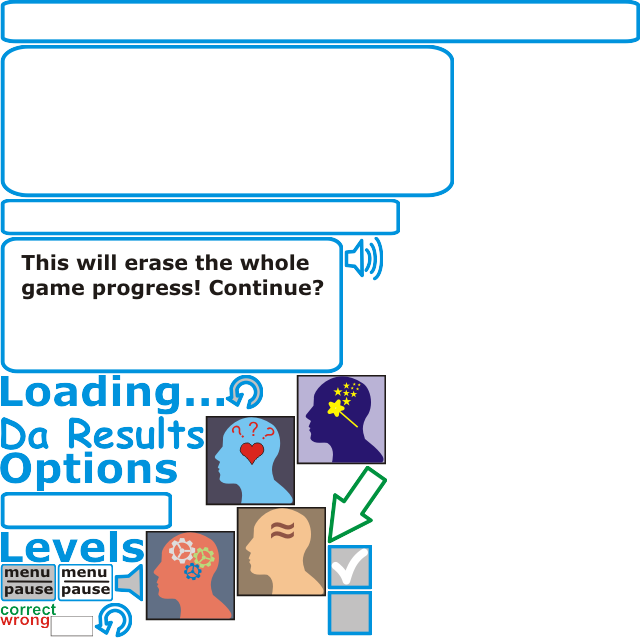 This will erase the whole
game progress! Continue?
Loading...
Da Results
Options
Levels
menu menu
pause pause
correct
wrong